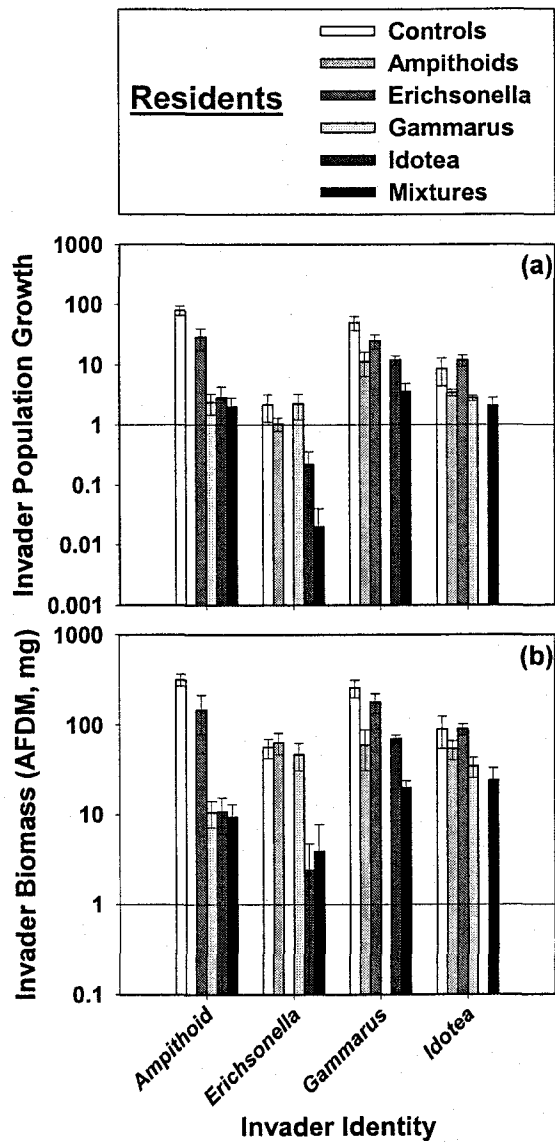 Residents
Controls
Ampithoids
Erichsonella
Gammarus
Idotea
Mixtures
(a)
Invader Population Growth
1000
100
10
1
0.1
0.01
0.001
(b)
Invader Biomass (AFDM, mg)
1000
100
10
1
0.1
Ampithoid
Erichsonella
Gammarus
Idotea
Invader Identity